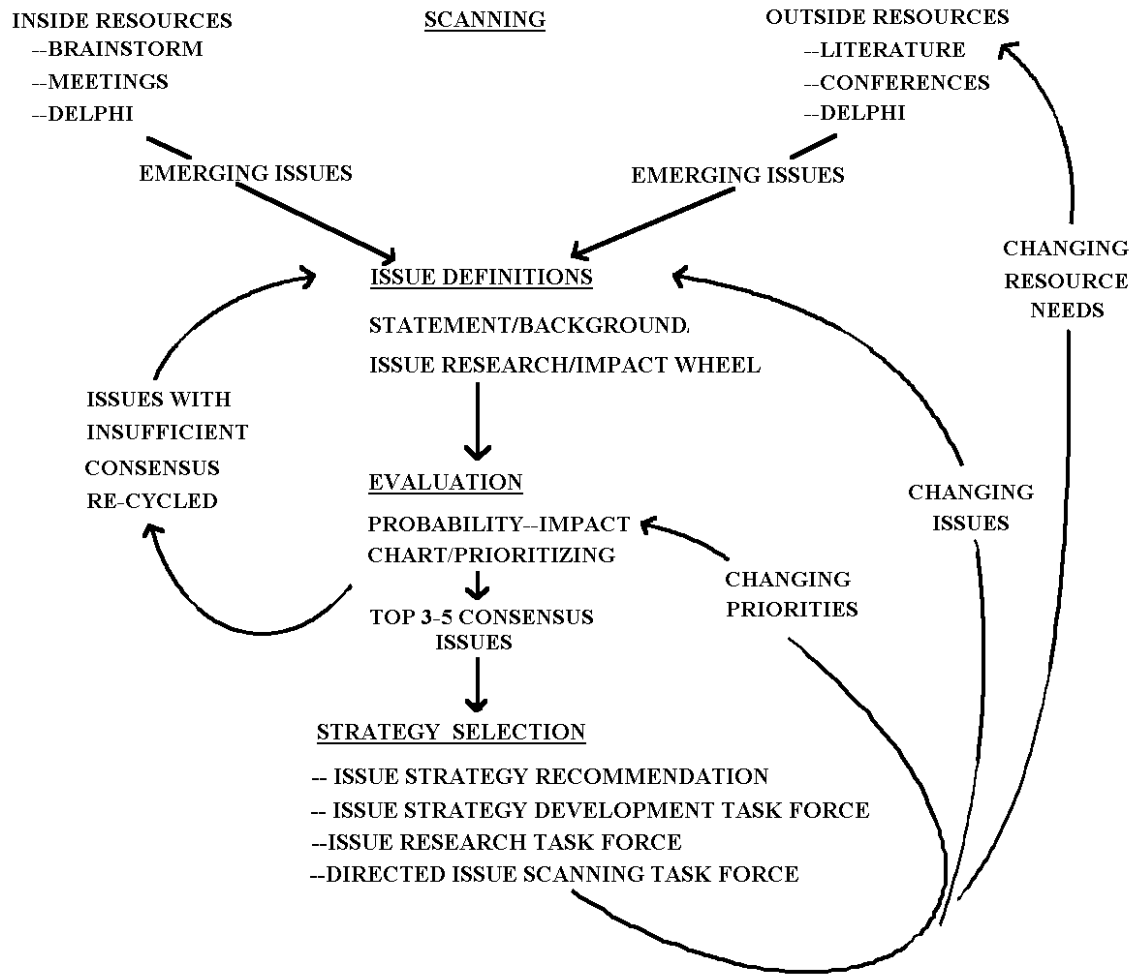 INSIDE RESOURCES
--BRAINSTORM
--MEETINGS
--DELPHI
SCANNING
OUTSIDE RESOURCES
--LITERATURE
--CONFERENCES
--DELPHI
EMERGING ISSUES
EMERGING ISSUES
CHANGING
RESOURCE
NEEDS
ISSUE DEFINITIONS
STATEMENT/BACKGROUND.
ISSUE RESEARCH/IMPACT WHEEL
ISSUES WITH
INSUFFICIENT
CONSENSUS
RE-CYCLED
EVALUATION
PROBABILITY--IMPACT
CHART/PRIORITIZING
CHANGING
ISSUES
CHANGING
PRIORITIES
TOP 3-5 CONSENSUS
ISSUES
STRATEGY SELECTION
-- ISSUE STRATEGY RECOMMENDATION
-- ISSUE STRATEGY DEVELOPMENT TASK FORCE
--ISSUE RESEARCH TASK FORCE
--DIRECTED ISSUE SCANNING TASK FORCE